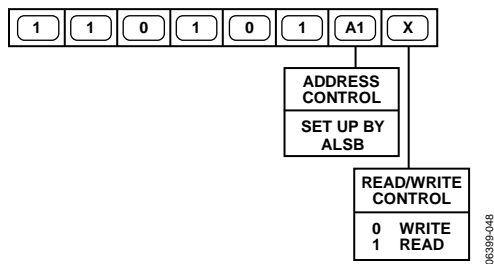 1 1 0 1 0 1 A1 X
ADDRESS
CONTROL
SET UP BY
ALSB
READ/WRITE
CONTROL
0 WRITE
1 READ
06399-048